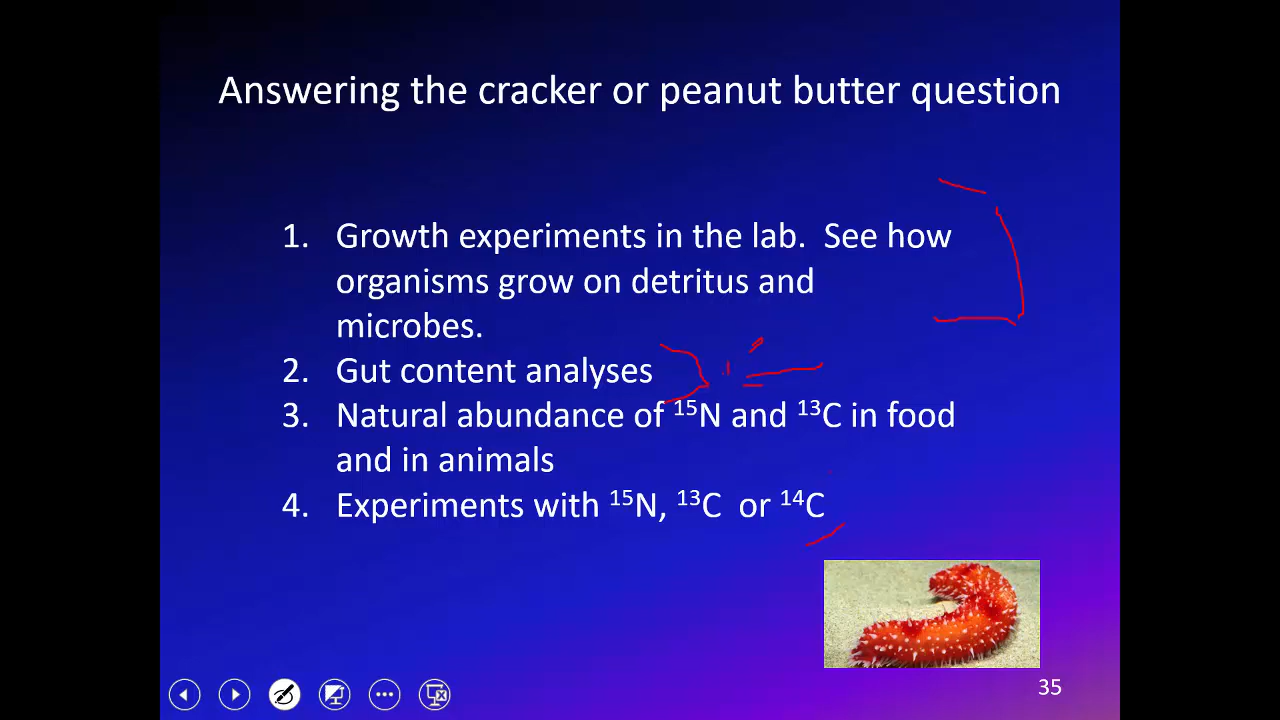 Answering the cracker or peanut butter question
1. Growth experiments in the lab. See how
organisms grow on detritus and
microbes.
2. Gut content analyses
3. Natural abundance of ¹⁵N and ¹³C in food
and in animals
4. Experiments with ¹⁵N, ¹³C or ¹⁴C
35